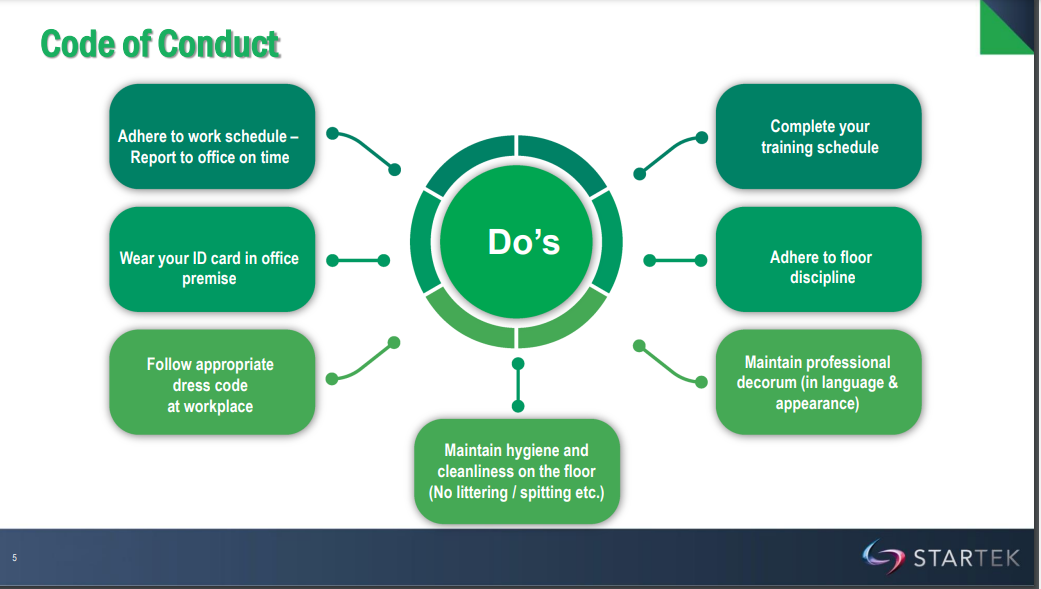 Code of Conduct
Adhere to work schedule –
Report to office on time
Wear your ID card in office
premise
Follow appropriate
dress code
at workplace
Do’s
Complete your
training schedule
Adhere to floor
discipline
Maintain professional
decorum (in language &
appearance)
Maintain hygiene and
cleanliness on the floor
(No littering / spitting etc.)
5
STARTEK